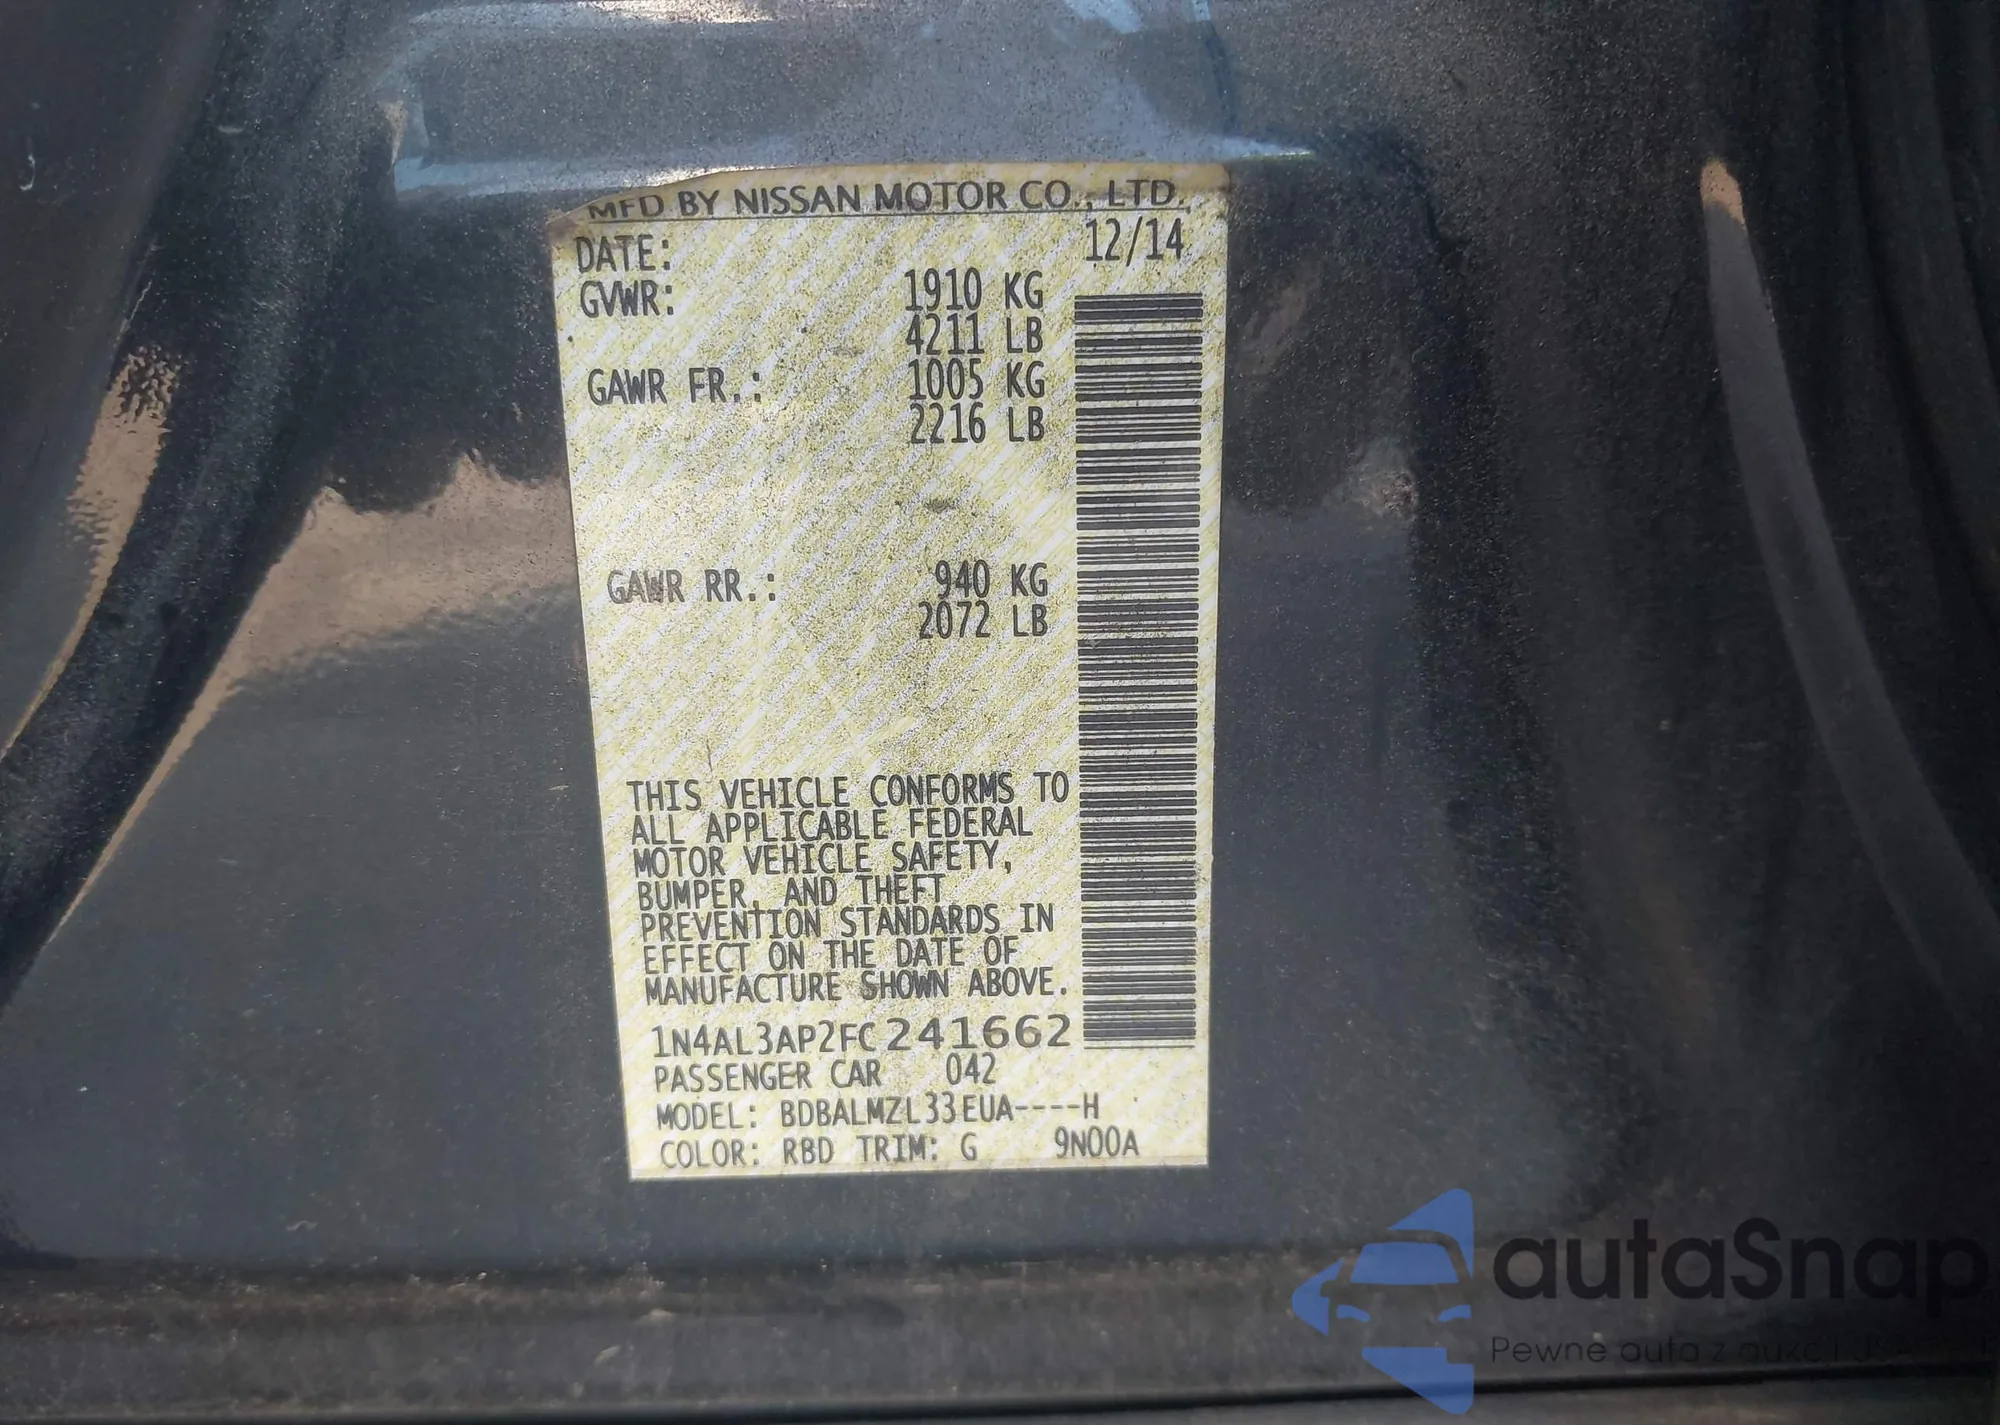 MFD BY NISSAN MOTOR CO., LTD.
DATE: 12/14
GVWR: 1910 KG
4211 LB
GAWR FR.: 1005 KG
2216 LB
GAWR RR.: 940 KG
2072 LB
THIS VEHICLE CONFORMS TO
ALL APPLICABLE FEDERAL
MOTOR VEHICLE SAFETY,
BUMPER, AND THEFT
PREVENTION STANDARDS IN
EFFECT ON THE DATE OF
MANUFACTURE SHOWN ABOVE.
1N4AL3AP2FC241662
PASSENGER CAR 042
MODEL: BDBALMZL33EUA----H
COLOR: RBD TRIM: G 9N00A
autaSnap
Pewne auta z